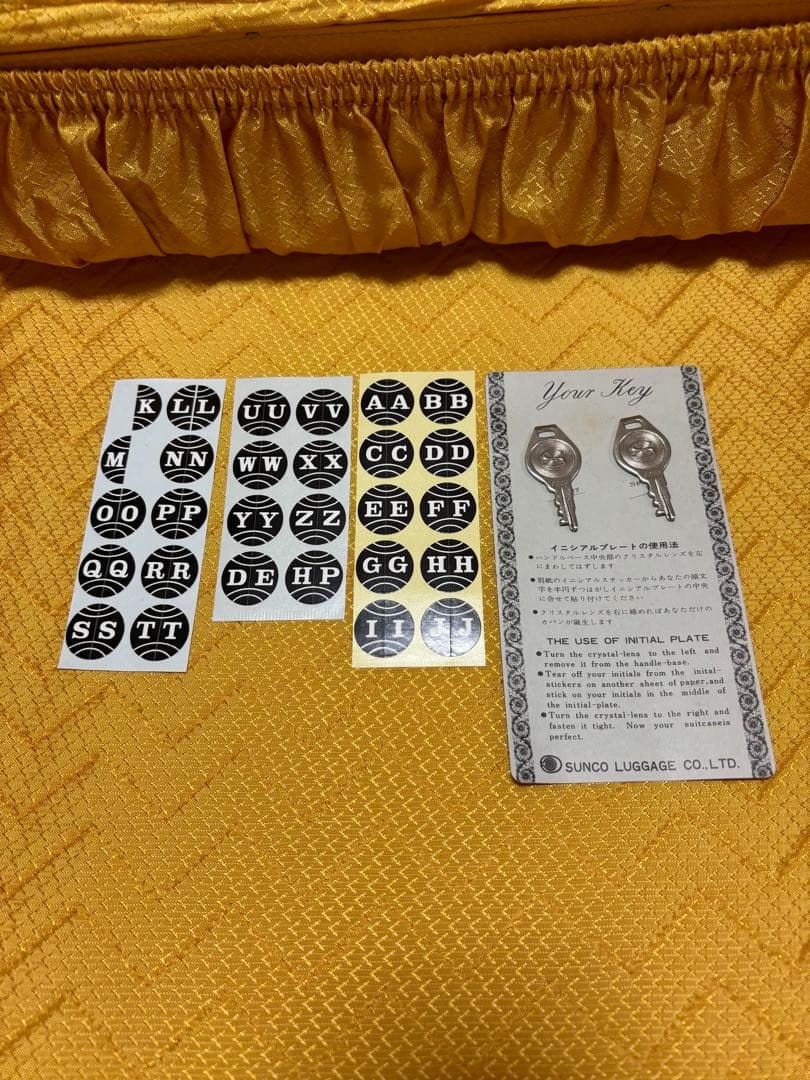 K LL
M NN
OO PP
QQ RR
SS TT
UU VV
WW XX
YY ZZ
DE HP
AA BB
CC DD
EE FF
GG HH
II JJ
Your Key
イニシアルプレートの使用法
●ハンドルベース中央部のクリスタルレンズを左
にまわしてはずします
●別紙のイニシアルステッカーからあなたの頭文
字を半円ずつはがしイニシアルプレートの中央
に合せて貼り付けてください
●クリスタルレンズを右に締めればあなただけの
カバンが誕生します
THE USE OF INITIAL PLATE
●Turn the crystal-lens to the left and
remove it from the handle-base.
●Tear off your initials from the inital-
stickers on another sheet of paper,and
stick on your initials in the middle of
the initial-plate.
●Turn the crystal-lens to the right and
fasten it tight. Now your suitcaseis
perfect.
SUNCO LUGGAGE CO.,LTD.